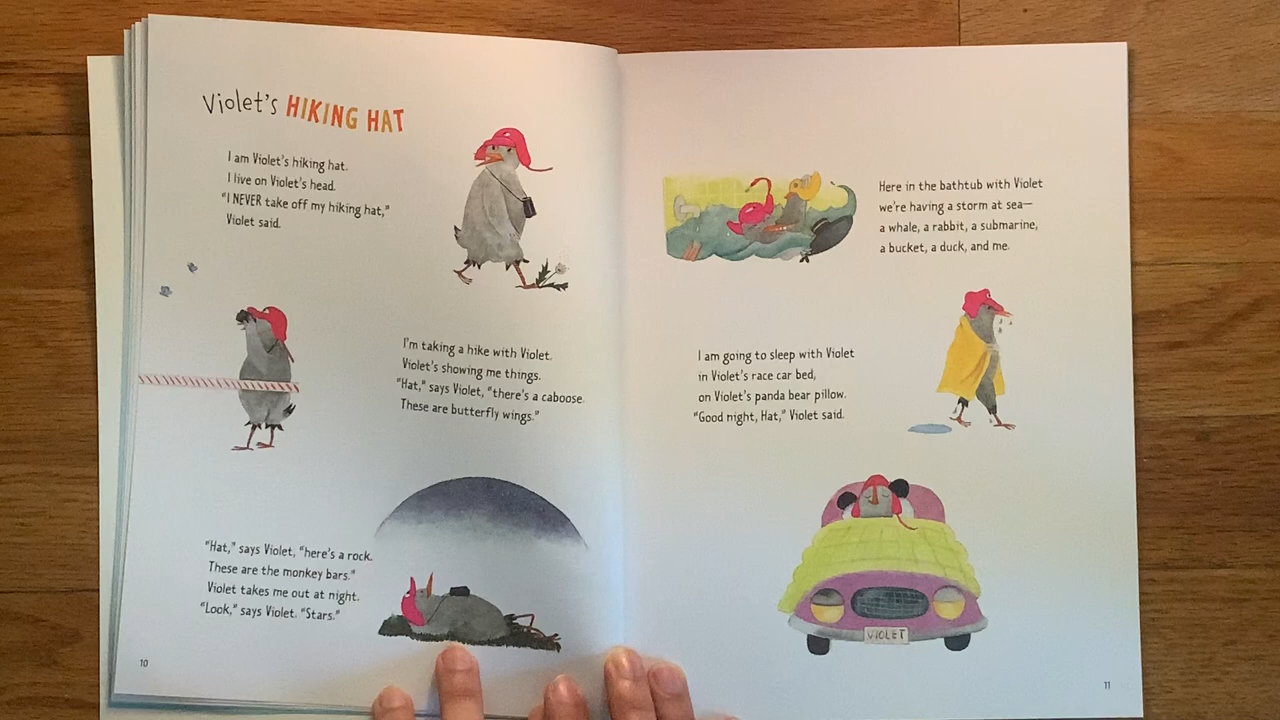 Violet's HIKING HAT
I am Violet's hiking hat.
I live on Violet's head.
"I NEVER take off my hiking hat,"
Violet said.
I'm taking a hike with Violet.
Violet's showing me things.
"Hat," says Violet, "there's a caboose.
These are butterfly wings."
"Hat," says Violet, "here's a rock.
These are the monkey bars."
Violet takes me out at night.
"Look," says Violet. "Stars."
10
Here in the bathtub with Violet
we're having a storm at sea—
a whale, a rabbit, a submarine,
a bucket, a duck, and me.
I am going to sleep with Violet
in Violet's race car bed,
on Violet's panda bear pillow.
"Good night, Hat," Violet said.
VIOLET
11